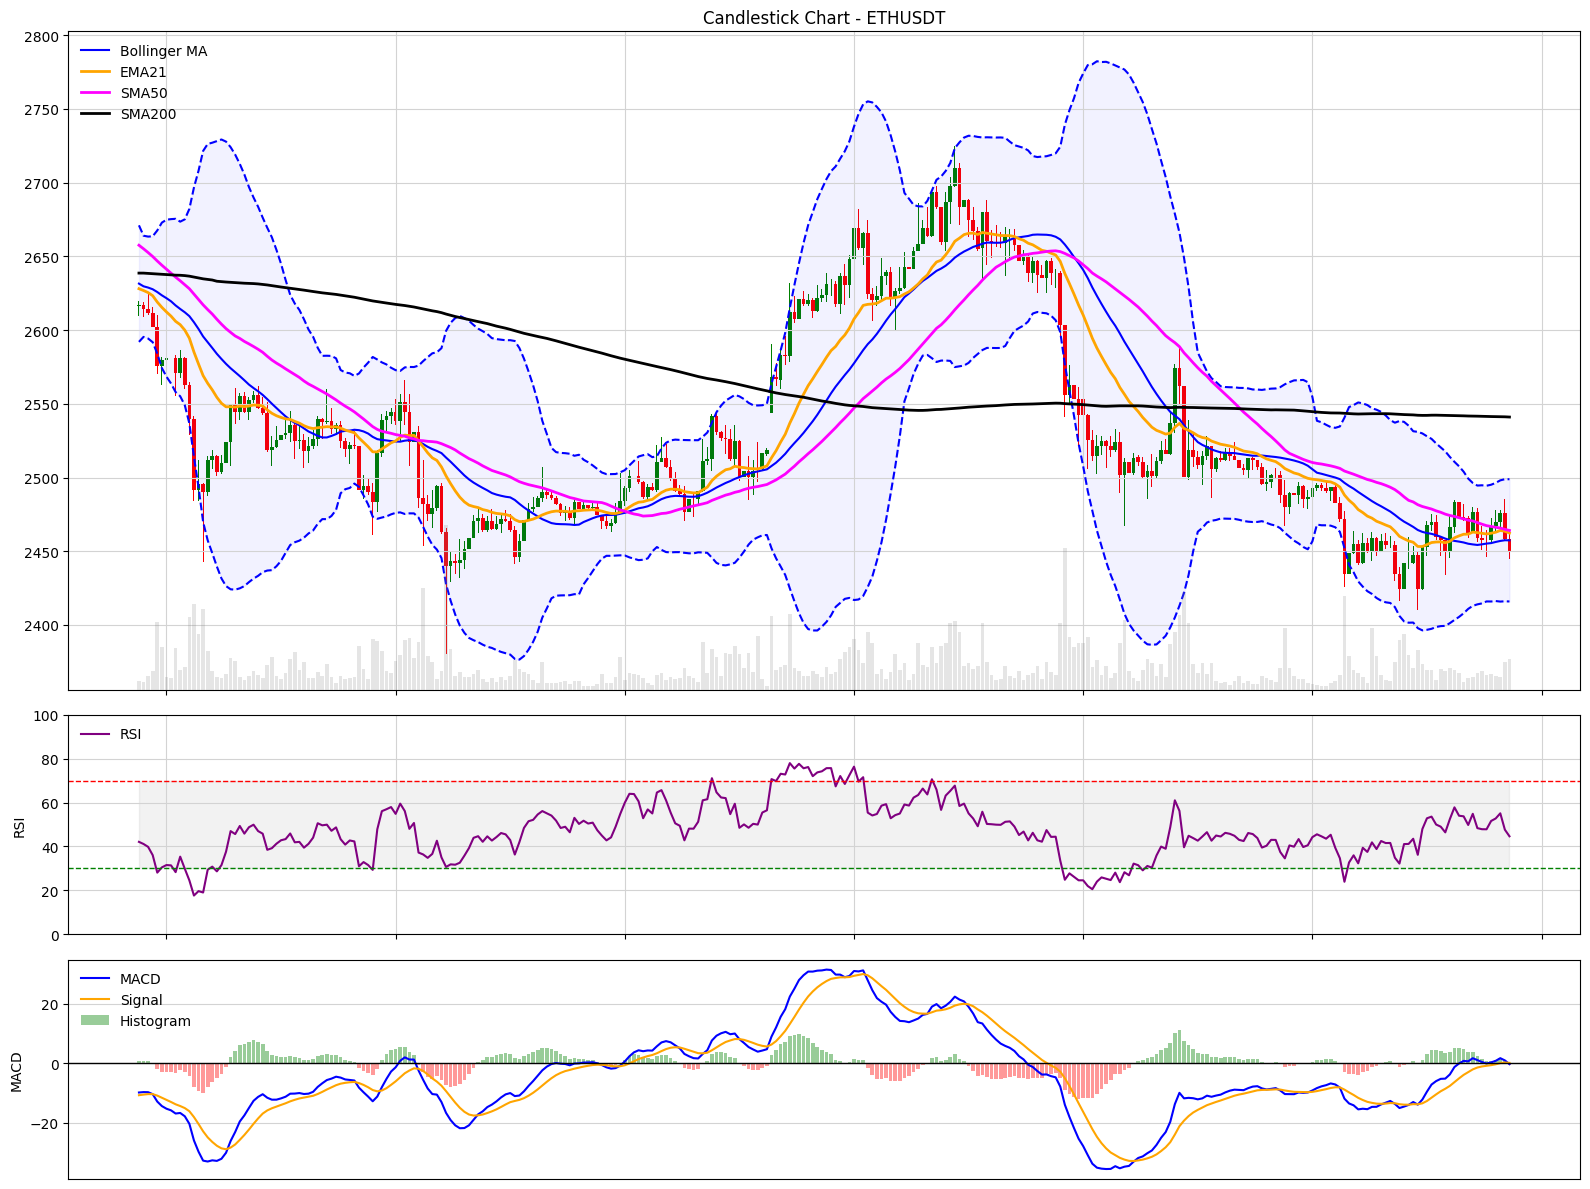 Candlestick Chart - ETHUSDT
2800
2750
2700
2650
2600
2550
2500
2450
2400
Bollinger MA
EMA21
SMA50
SMA200
100
80
60
40
20
0
RSI
RSI
20
0
−20
MACD
MACD
Signal
Histogram